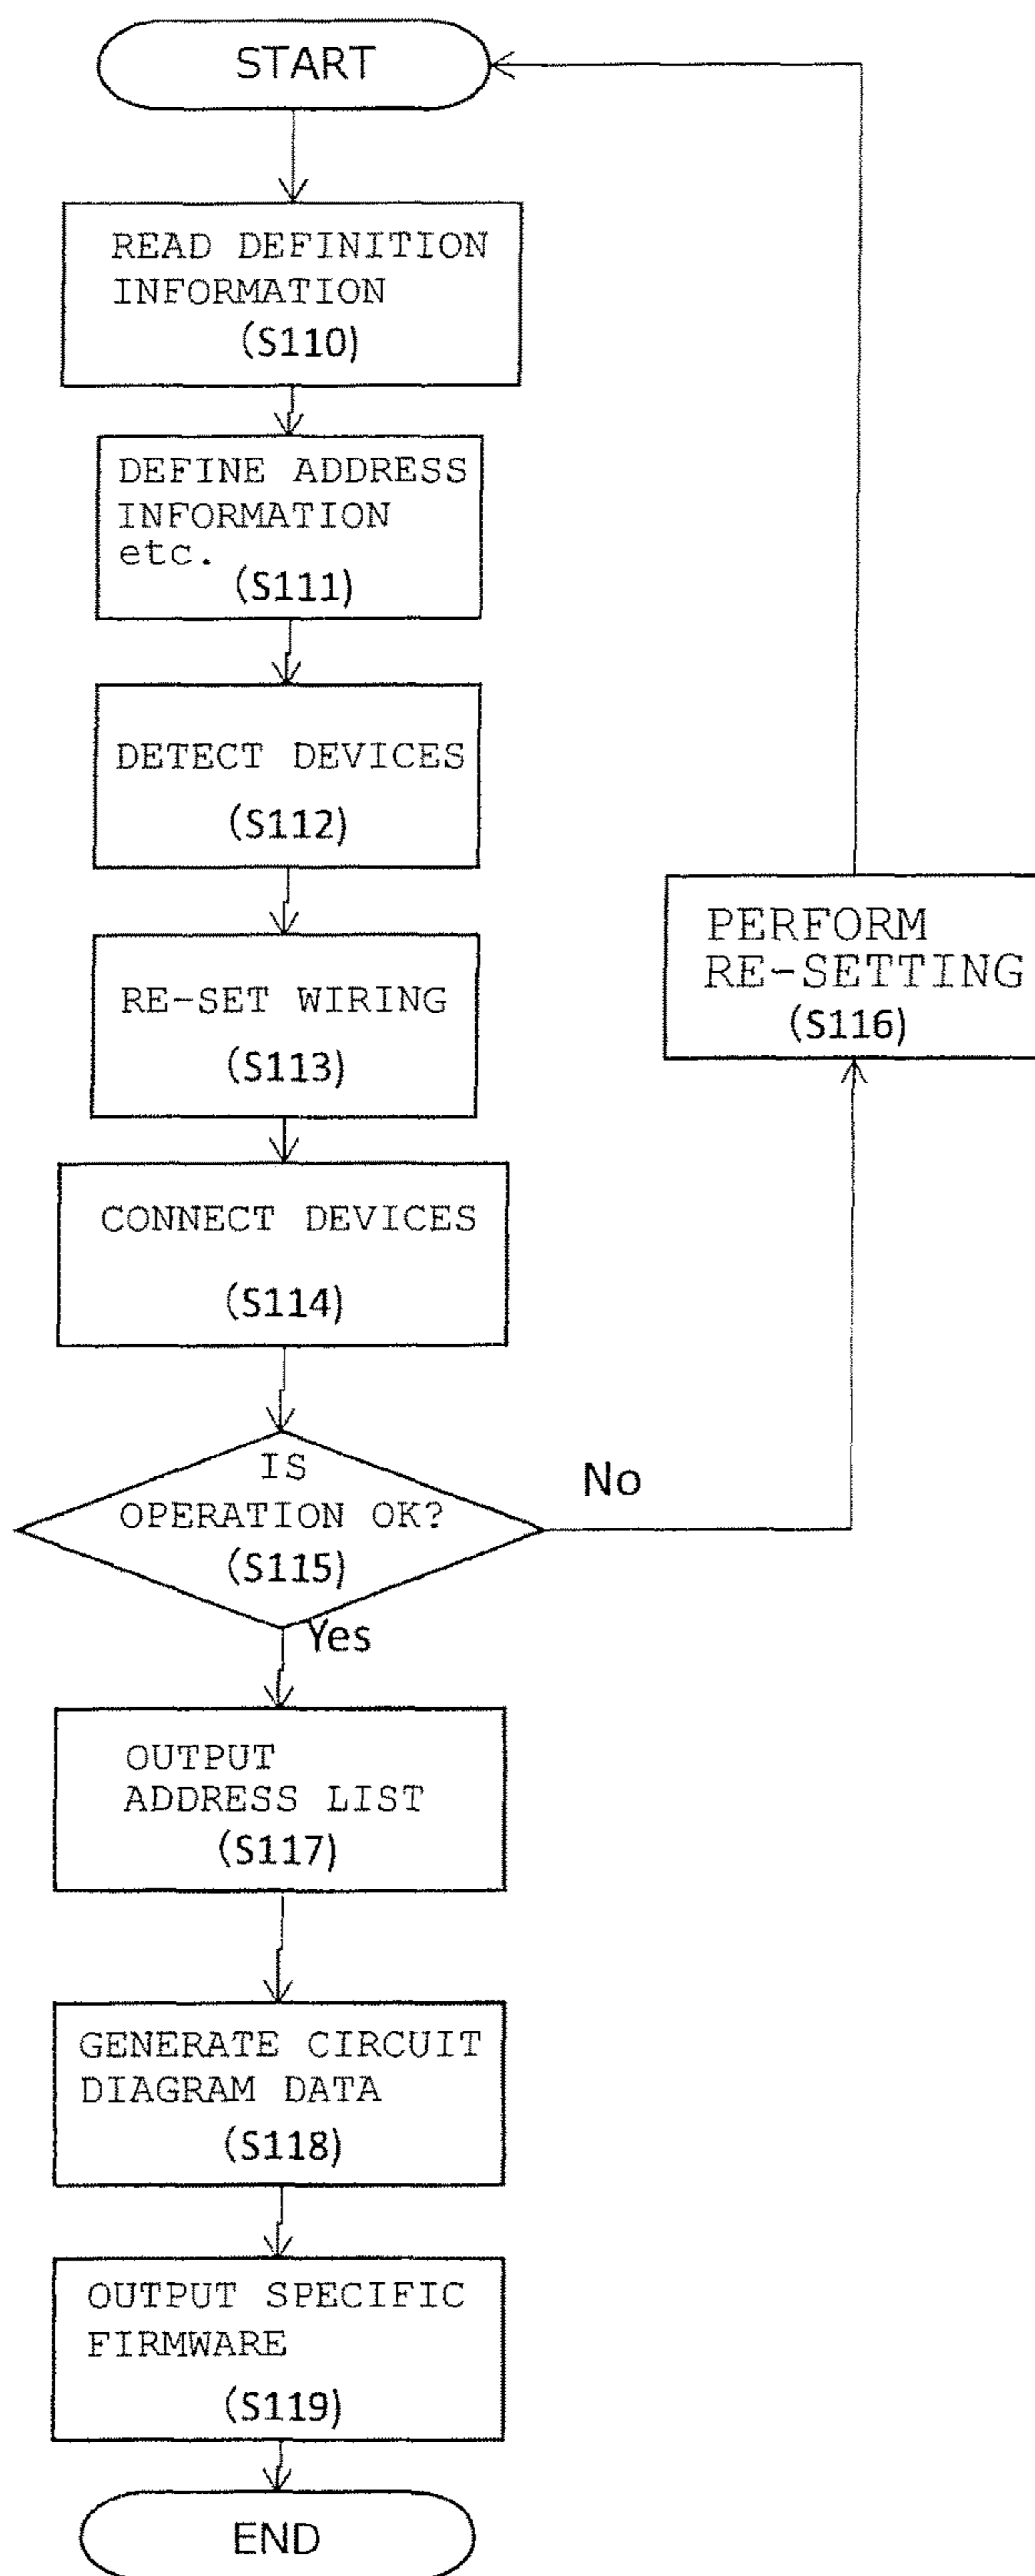 START
READ DEFINITION
INFORMATION
(S110)
DEFINE ADDRESS
INFORMATION
etc.
(S111)
DETECT DEVICES
(S112)
RE-SET WIRING
(S113)
PERFORM
RE-SETTING
(S116)
CONNECT DEVICES
(S114)
IS
OPERATION OK?
(S115)
No
Yes
OUTPUT
ADDRESS LIST
(S117)
GENERATE CIRCUIT
DIAGRAM DATA
(S118)
OUTPUT SPECIFIC
FIRMWARE
(S119)
END